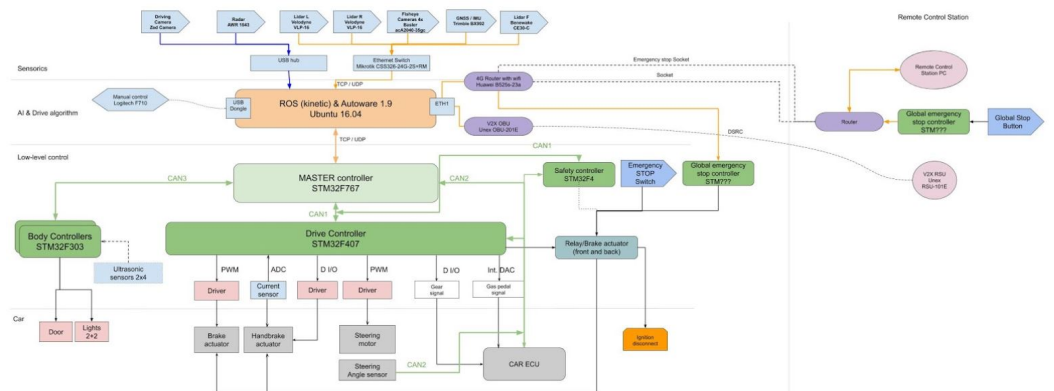 Driving
Camera
Zed Camera
Radar
AWR 1843
Lidar L
Velodyne
VLP-16
Lidar R
Velodyne
VLP-16
Fisheye
Cameras 4x
Basler
GNSS / IMU
Trimble BX992
Lidar F
Benewake
CE30-C
Remote Control Station
USB hub
Ethernet Switch
Mikrotik CSS326-24G-2S+RM
Sensorics
TCP / UDP
Emergency stop Socket
Socket
4G Router with wifi
Huawei B525s-23a
Remote Control
Station PC
Manual control
Logitech F710
USB
Dongle
ROS (kinetic) & Autoware 1.9
Ubuntu 16.04
ETH1
AI & Drive algorithm
V2X OBU
Unex OBU-201E
DSRC
Router
Global emergency
stop controller
STM???
Global Stop
Button
TCP / UDP
Low-level control
CAN1
CAN3
MASTER controller
STM32F767
CAN2
Safety controller
STM32F4
Emergency
STOP
Switch
Global emergency
stop controller
STM???
V2X RSU
Unex
RSU-101E
CAN1
Body Controllers
STM32F303
Drive Controller
STM32F407
Relay/Brake actuator
(front and back)
Ultrasonic
sensors 2x4
PWM
ADC
D I/O
PWM
D I/O
Int. DAC
Driver
Current
sensor
Driver
Driver
Gear
signal
Gas pedal
signal
Car
Door
Lights
2+2
Brake
actuator
Handbrake
actuator
Steering
motor
Ignition
disconnect
Steering
Angle sensor
CAN2
CAR ECU